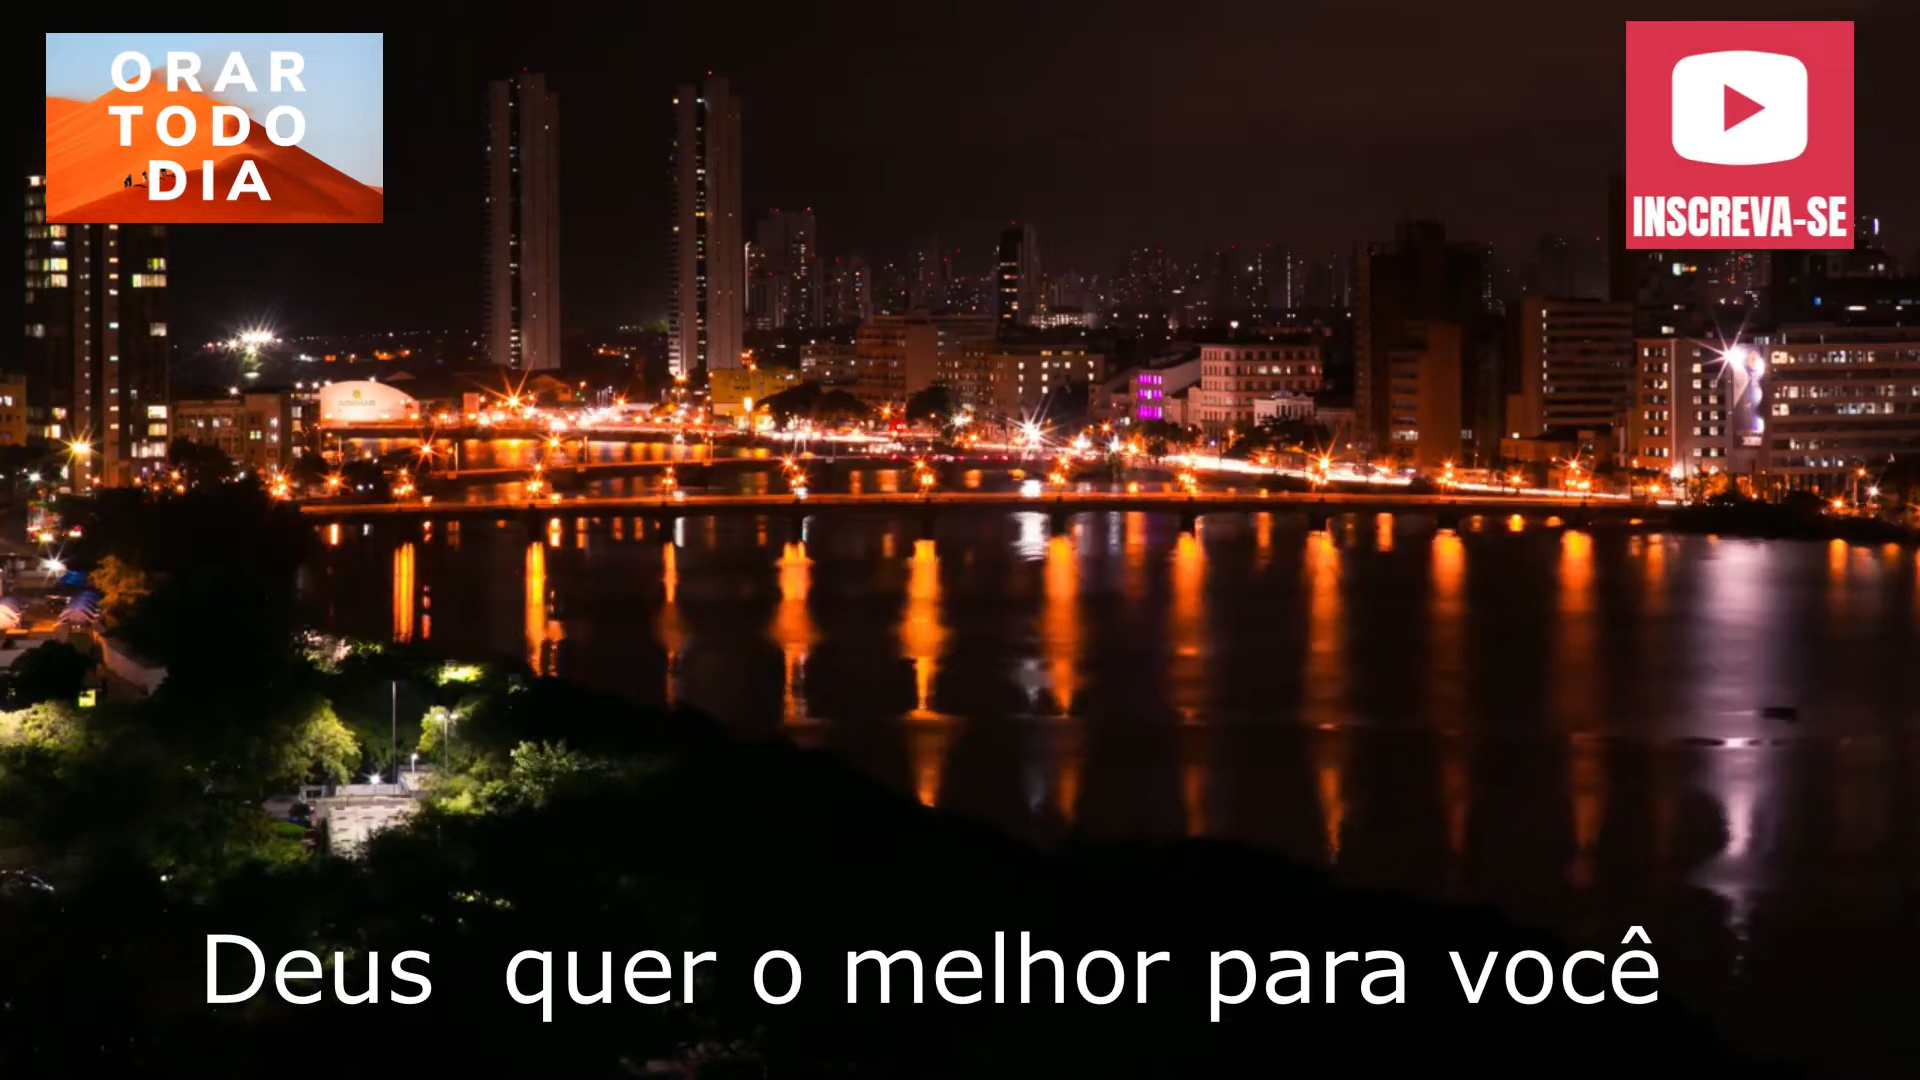 ORAR
TODO
DIA
INSCREVA-SE
Deus  quer o melhor para você